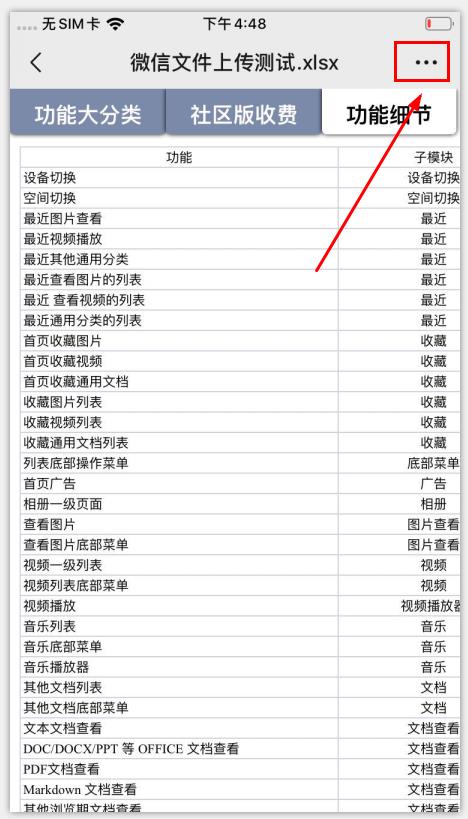 无SIM卡 下午4:48
微信文件上传测试.xlsx
功能大分类 社区版收费 功能细节
功能 子模块
设备切换 设备切换
空间切换 空间切换
最近图片查看 最近
最近视频播放 最近
最近其他通用分类 最近
最近查看图片的列表 最近
最近 查看视频的列表 最近
最近通用分类的列表 最近
首页收藏图片 收藏
首页收藏视频 收藏
首页收藏通用文档 收藏
收藏图片列表 收藏
收藏视频列表 收藏
收藏通用文档列表 收藏
列表底部操作菜单 底部菜单
首页广告 广告
相册一级页面 相册
查看图片 图片查看
查看图片底部菜单 图片查看
视频一级列表 视频
视频列表底部菜单 视频
视频播放 视频播放器
音乐列表 音乐
音乐底部菜单 音乐
音乐播放器 音乐
其他文档列表 文档
其他文档底部菜单 文档
文本文档查看 文档查看
DOC/DOCX/PPT 等 OFFICE 文档查看 文档查看
PDF文档查看 文档查看
Markdown 文档查看 文档查看
其他浏览期文档查看 文档查看